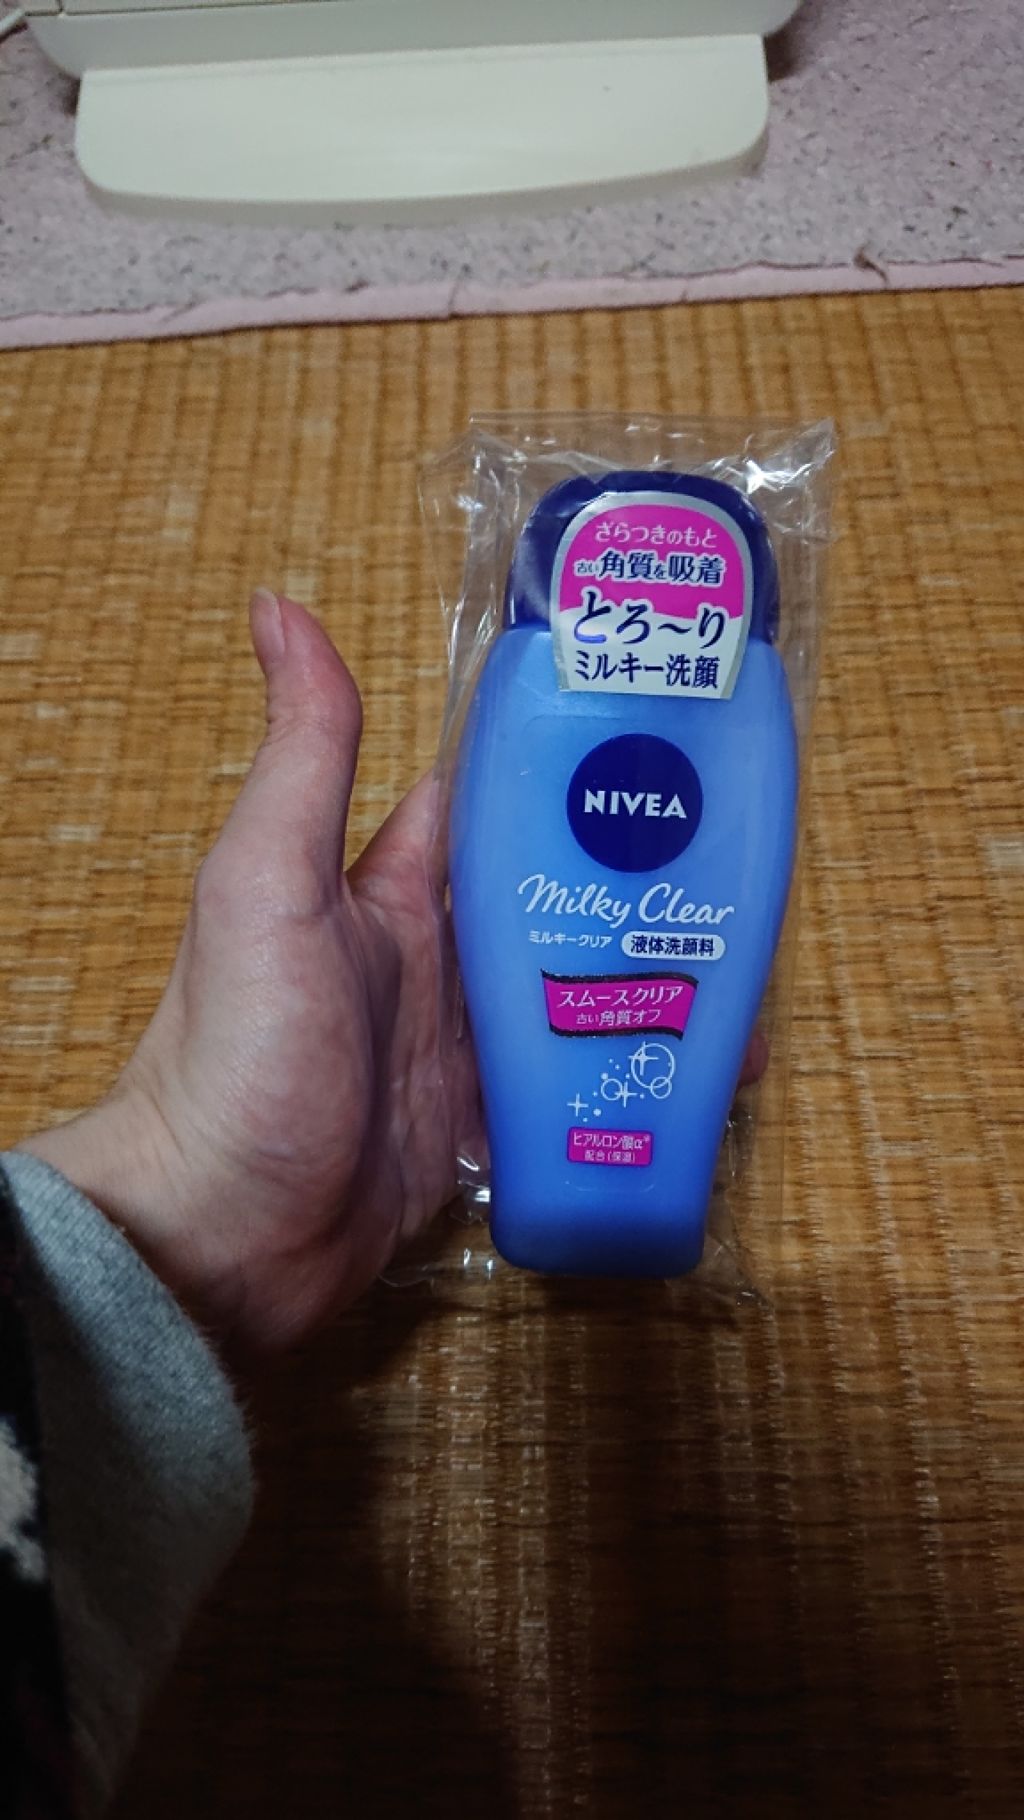 ざらつきのもと
古い角質を吸着
とろ〜り
ミルキー洗顔
NIVEA
Milky Clear
ミルキークリア 液体洗顔料
スムースクリア
古い角質オフ
ヒアルロン酸α*
配合(保湿)